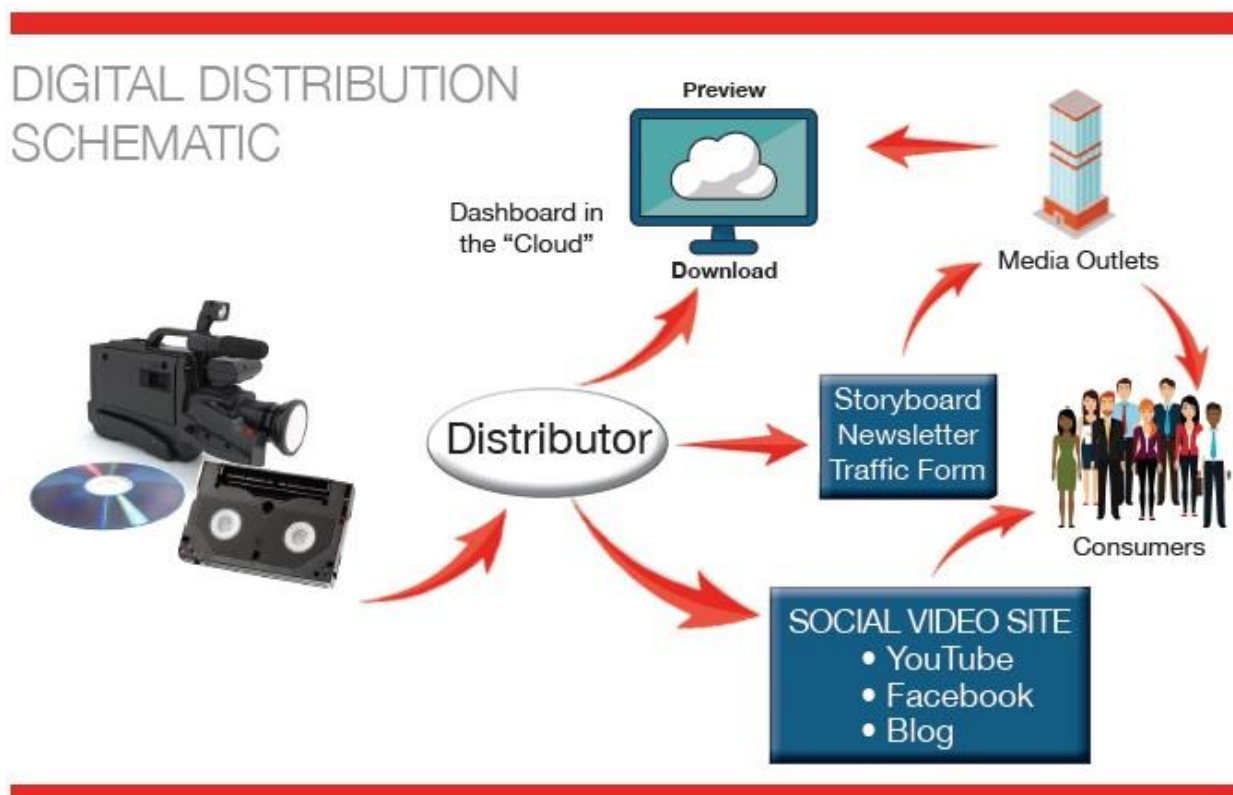 DIGITAL DISTRIBUTION
SCHEMATIC
Preview
Dashboard in
the “Cloud”
Download
Media Outlets
Distributor
Storyboard
Newsletter
Traffic Form
Consumers
SOCIAL VIDEO SITE
• YouTube
• Facebook
• Blog